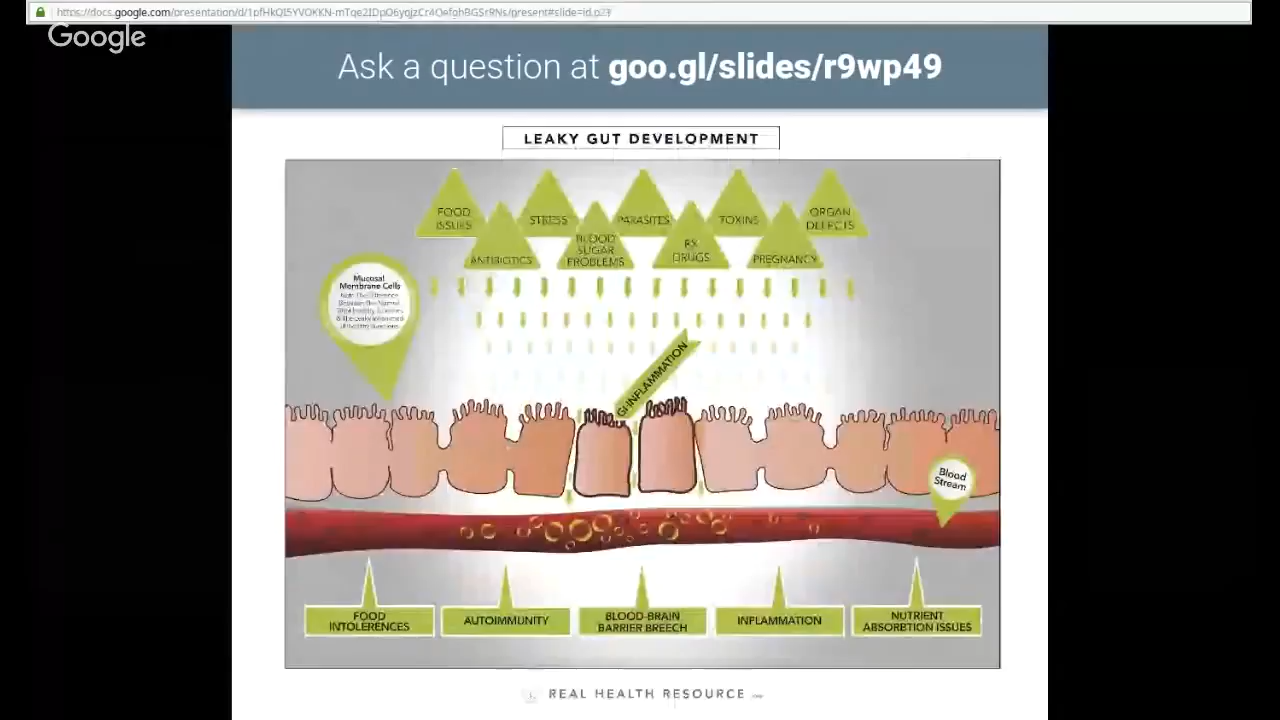 Google
Ask a question at goo.gl/slides/r9wp49
LEAKY GUT DEVELOPMENT
FOOD
ISSUES
STRESS
PARASITES
TOXINS
ORGAN
DEFECTS
ANTIBIOTICS
BLOOD
SUGAR
PROBLEMS
RX
DRUGS
PREGNANCY
Mucosal
Membrane Cells
GI INFLAMMATION
Blood
Stream
FOOD
INTOLERENCES
AUTOIMMUNITY
BLOOD-BRAIN
BARRIER BREECH
INFLAMMATION
NUTRIENT
ABSORBTION ISSUES
REAL HEALTH RESOURCE